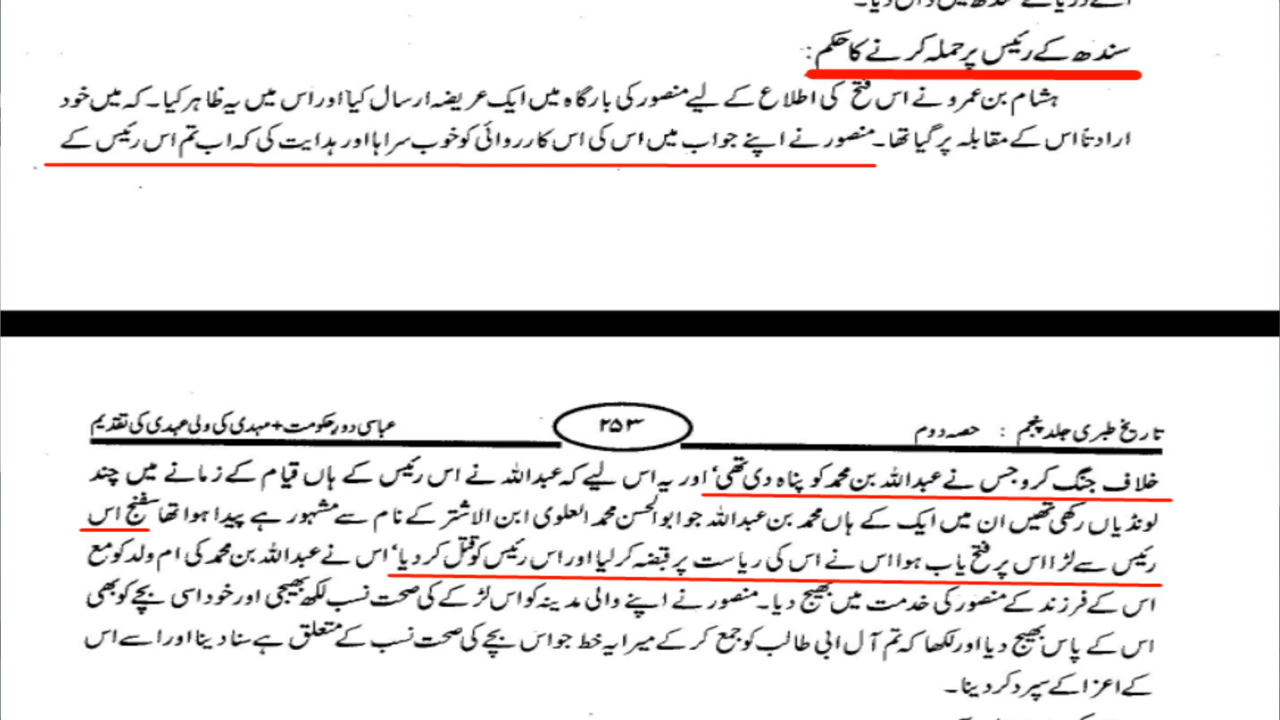 سندھ کے رئیس پر حملہ کرنے کا حکم:
ہشام بن عمرو نے اس فتح کی اطلاع کے لیے منصور کی بارگاہ میں ایک عریضہ ارسال کیا اور اس میں یہ ظاہر کیا۔ کہ میں خود
ارادتاً اس کے مقابلہ پر گیا تھا۔ منصور نے اپنے جواب میں اس کی اس کارروائی کو خوب سراہا اور ہدایت کی کہ اب تم اس رئیس کے
تاریخ طبری جلد پنجم : حصہ دوم ۲۵۳ عباسی دور حکومت + مہدی کی ولی عہدی کی تقدیم
خلاف جنگ کرو جس نے عبداللہ بن محمد کو پناہ دی تھی' اور یہ اس لیے کہ عبداللہ نے اس رئیس کے ہاں قیام کے زمانے میں چند
لونڈیاں رکھی تھیں ان میں ایک کے ہاں محمد بن عبداللہ جو ابوالحسن محمد العلوی ابن الاشتر کے نام سے مشہور ہے پیدا ہوا تھا سفنج اس
رئیس سے لڑا اس پر فتح یاب ہوا اس نے اس کی ریاست پر قبضہ کر لیا اور اس رئیس کو قتل کر دیا' اس نے عبداللہ بن محمد کی ام ولد کو مع
اس کے فرزند کے منصور کی خدمت میں بھیج دیا۔ منصور نے اپنے والی مدینہ کو اس لڑکے کی صحت نسب لکھ بھیجی اور خود اسی بچے کو بھی
اس کے پاس بھیج دیا اور لکھا کہ تم آل ابی طالب کو جمع کر کے میرا یہ خط جو اس بچے کی صحت نسب کے متعلق ہے سنا دینا اور اسے اس
کے اعزا کے سپرد کر دینا۔